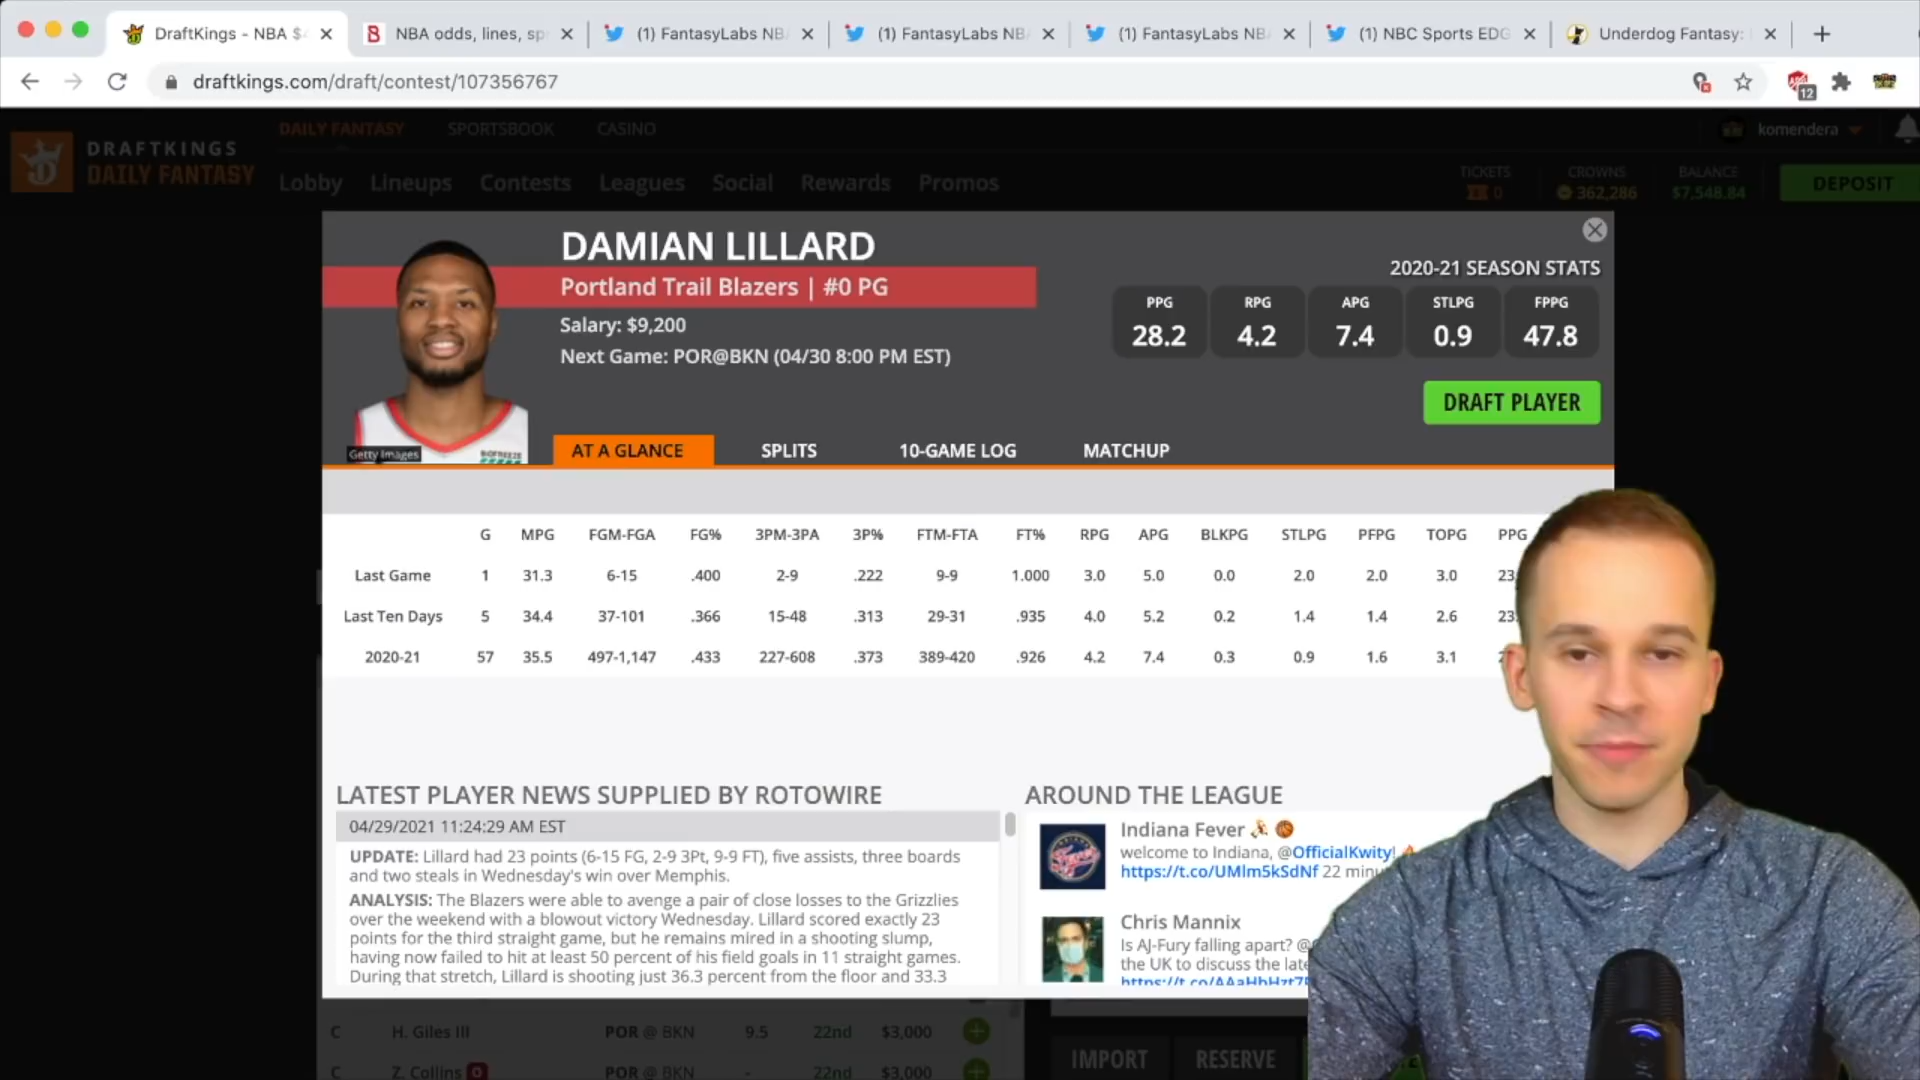 DraftKings - NBA $
NBA odds, lines, sp
(1) FantasyLabs NB
(1) FantasyLabs NB
(1) FantasyLabs NB
(1) NBC Sports EDG
Underdog Fantasy:
draftkings.com/draft/contest/107356767
12
DAILY FANTASY SPORTSBOOK CASINO
komendera
DRAFTKINGS
DAILY FANTASY
Lobby Lineups Contests Leagues Social Rewards Promos
TICKETS
0
CROWNS
362,286
BALANCE
$7,548.84
DEPOSIT
DAMIAN LILLARD
Portland Trail Blazers | #0 PG
Salary: $9,200
Next Game: POR@BKN (04/30 8:00 PM EST)
Getty Images
BIOFREEZE
2020-21 SEASON STATS
PPG RPG APG STLPG FPPG
28.2 4.2 7.4 0.9 47.8
DRAFT PLAYER
AT A GLANCE SPLITS 10-GAME LOG MATCHUP
G MPG FGM-FGA FG% 3PM-3PA 3P% FTM-FTA FT% RPG APG BLKPG STLPG PFPG TOPG PPG
Last Game 1 31.3 6-15 .400 2-9 .222 9-9 1.000 3.0 5.0 0.0 2.0 2.0 3.0 23
Last Ten Days 5 34.4 37-101 .366 15-48 .313 29-31 .935 4.0 5.2 0.2 1.4 1.4 2.6 23
2020-21 57 35.5 497-1,147 .433 227-608 .373 389-420 .926 4.2 7.4 0.3 0.9 1.6 3.1
LATEST PLAYER NEWS SUPPLIED BY ROTOWIRE
04/29/2021 11:24:29 AM EST
UPDATE: Lillard had 23 points (6-15 FG, 2-9 3Pt, 9-9 FT), five assists, three boards
and two steals in Wednesday's win over Memphis.
ANALYSIS: The Blazers were able to avenge a pair of close losses to the Grizzlies
over the weekend with a blowout victory Wednesday. Lillard scored exactly 23
points for the third straight game, but he remains mired in a shooting slump,
having now failed to hit at least 50 percent of his field goals in 11 straight games.
During that stretch, Lillard is shooting just 36.3 percent from the floor and 33.3
AROUND THE LEAGUE
Indiana Fever
welcome to Indiana, @OfficialKwity!
https://t.co/UMlm5kSdNf 22 minu
Chris Mannix
Is AJ-Fury falling apart?
the UK to discuss the late
https://t.co/AAaHbHzt7
C H. Giles III POR @ BKN 9.5 22nd $3,000
C Z. Collins O POR @ BKN - 22nd $3,000
IMPORT RESERVE